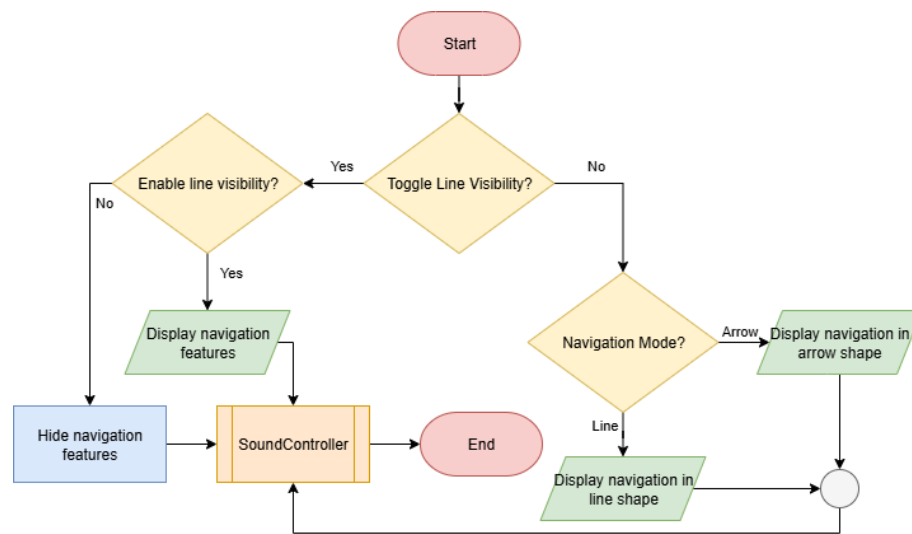 Start
Enable line visibility?
Yes
Toggle Line Visibility?
No
No
Yes
Display navigation
features
Navigation Mode?
Arrow
Display navigation in
arrow shape
Hide navigation
features
SoundController
End
Line
Display navigation in
line shape